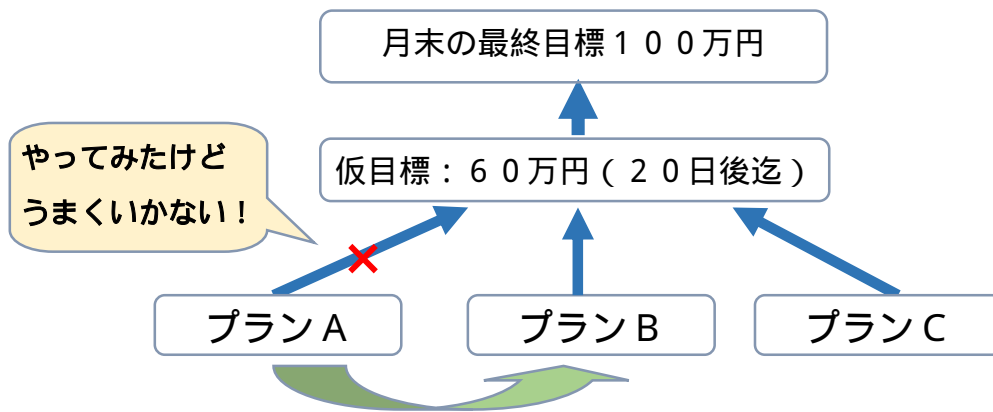 月末の最終目標１００万円
やってみたけど
うまくいかない！
仮目標：６０万円（２０日後迄）
プランA
プランB
プランC